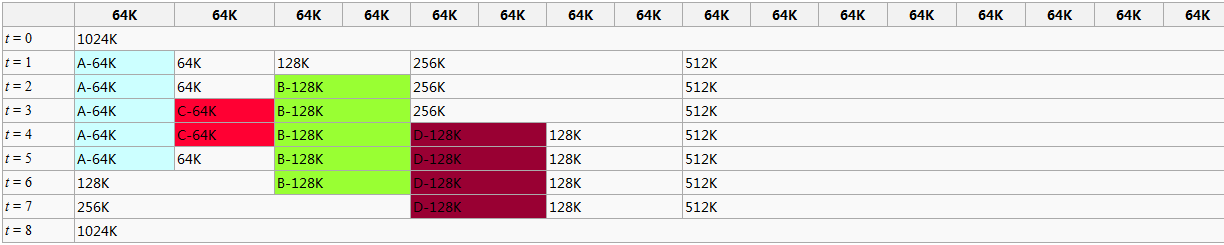 64K 64K 64K 64K 64K 64K 64K 64K 64K 64K 64K 64K 64K 64K 64K 64K
t = 0 1024K
t = 1 A-64K 64K 128K 256K 512K
t = 2 A-64K 64K B-128K 256K 512K
t = 3 A-64K C-64K B-128K 256K 512K
t = 4 A-64K C-64K B-128K D-128K 128K 512K
t = 5 A-64K 64K B-128K D-128K 128K 512K
t = 6 128K B-128K D-128K 128K 512K
t = 7 256K D-128K 128K 512K
t = 8 1024K